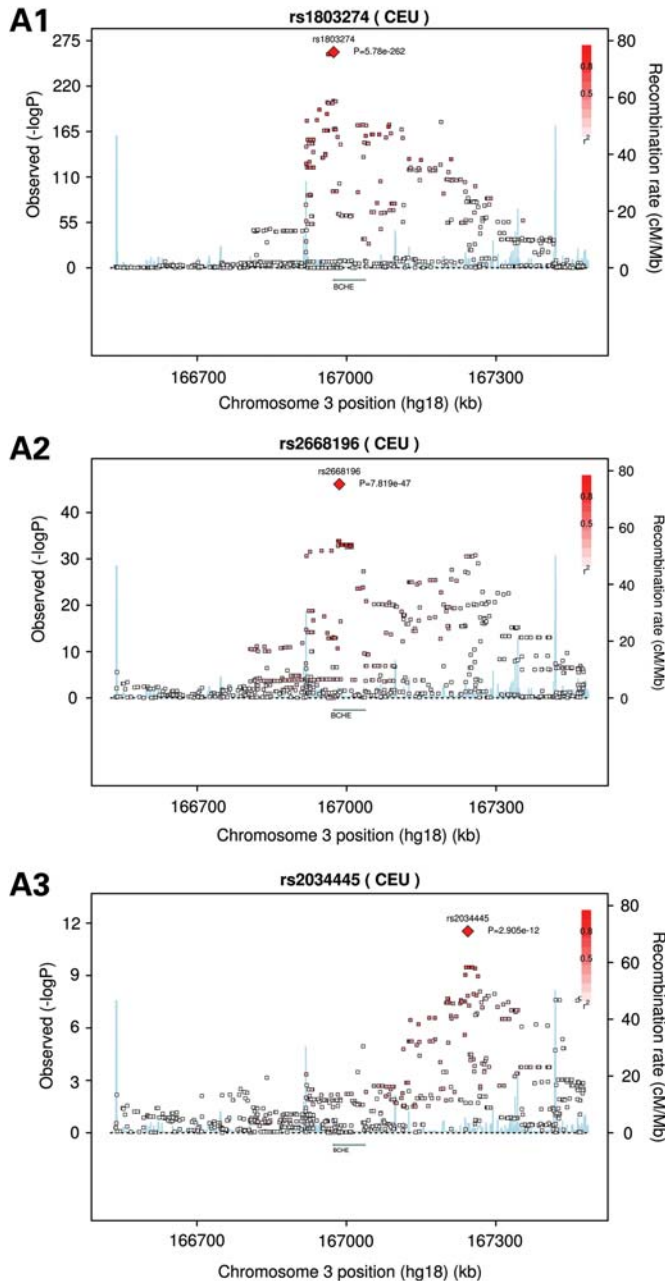 A1
rs1803274 ( CEU )
rs1803274
P=5.78e-262
275
220
165
110
55
0
Observed (-logP)
80
60
40
20
0
Recombination rate (cM/Mb)
0.8
0.5
r²
BCHE
166700 167000 167300
Chromosome 3 position (hg18) (kb)
A2
rs2668196 ( CEU )
rs2668196
P=7.819e-47
40
30
20
10
0
Observed (-logP)
80
60
40
20
0
Recombination rate (cM/Mb)
0.8
0.5
r²
BCHE
166700 167000 167300
Chromosome 3 position (hg18) (kb)
A3
rs2034445 ( CEU )
rs2034445
P=2.905e-12
12
9
6
3
0
Observed (-logP)
80
60
40
20
0
Recombination rate (cM/Mb)
0.8
0.5
r²
BCHE
166700 167000 167300
Chromosome 3 position (hg18) (kb)